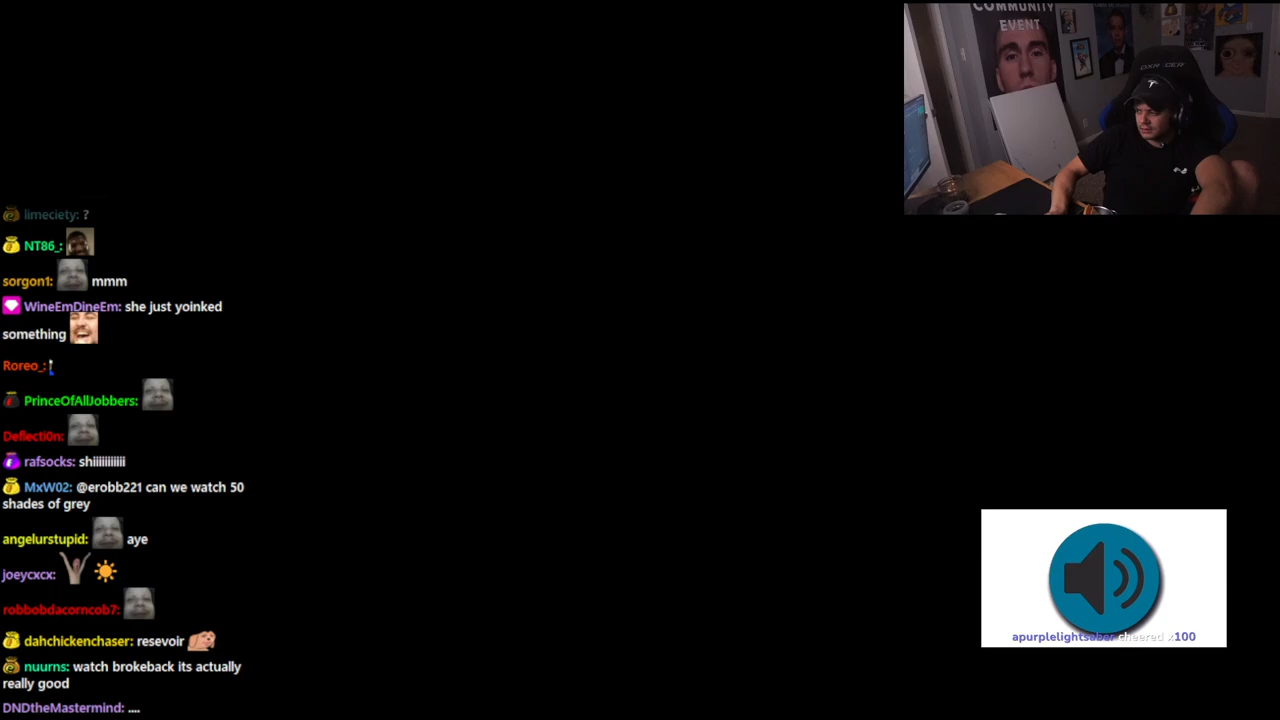 COMMUNITY
EVENT
DXRACER
limeciety: ?
NT86_:
sorgon1: mmm
WineEmDineEm: she just yoinked
something
Roreo_:
PrinceOfAllJobbers:
Deflecti0n:
rafsocks: shiiiiiiiiiii
MxW02: @erobb221 can we watch 50
shades of grey
angelurstupid: aye
joeycxcx:
robbobdacorncob7:
dahchickenchaser: resevoir
nuurns: watch brokeback its actually
really good
DNDtheMastermind: ....
apurplelightsaber cheered x100